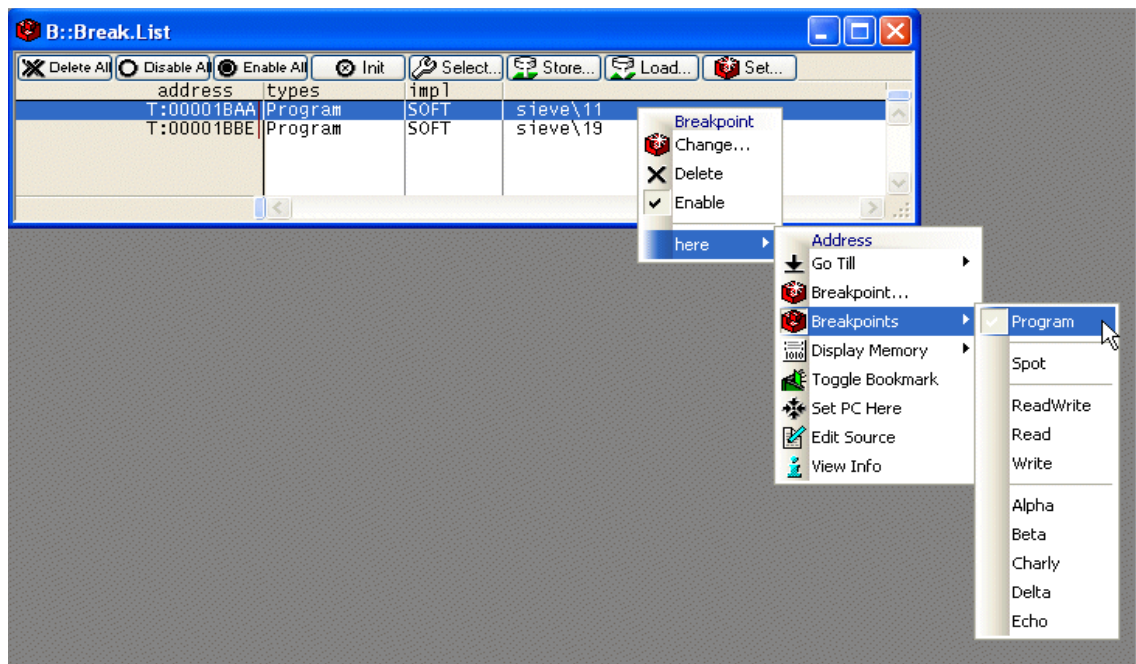 B::Break.List
Delete All Disable Al Enable All Init Select... Store... Load... Set...
address types impl
T:00001BAA Program SOFT sieve\11
T:00001BBE Program SOFT sieve\19
Breakpoint
Change...
Delete
Enable
here
Address
Go Till
Breakpoint...
Breakpoints
Display Memory
Toggle Bookmark
Set PC Here
Edit Source
View Info
Program
Spot
ReadWrite
Read
Write
Alpha
Beta
Charly
Delta
Echo